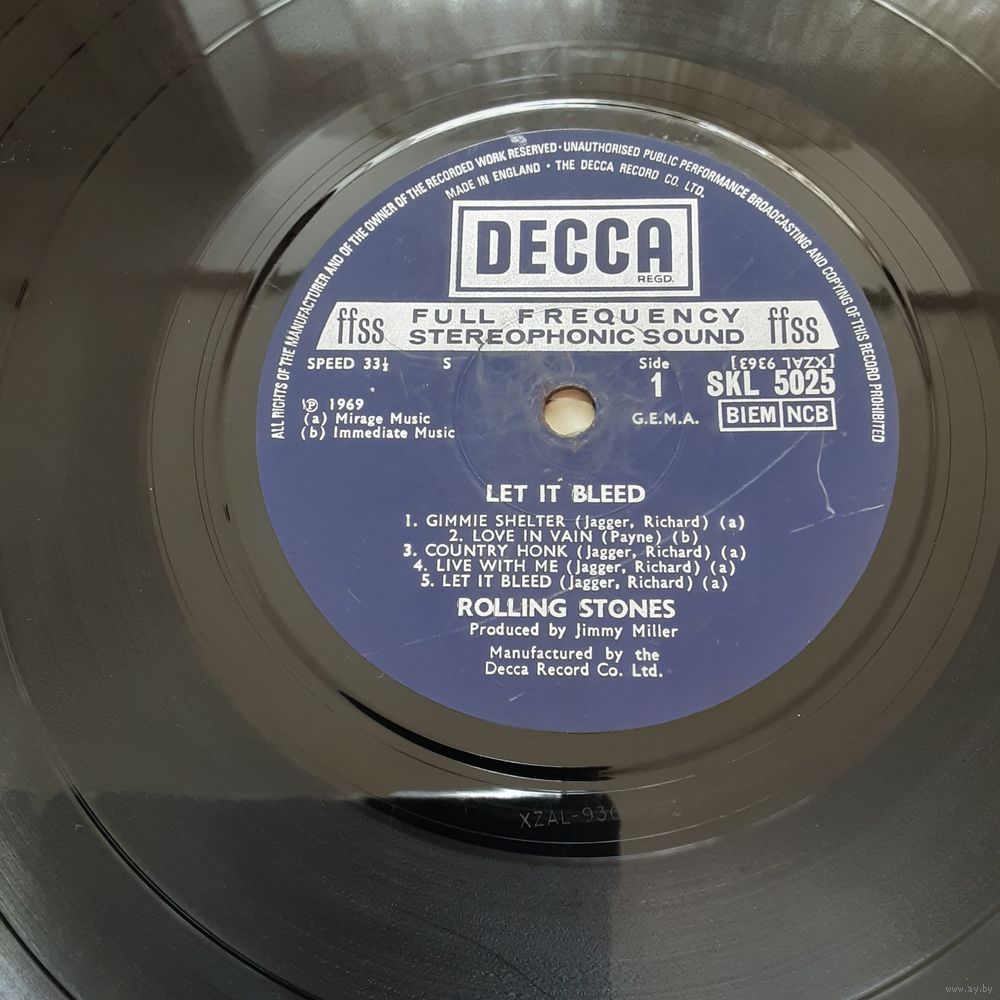 ALL RIGHTS OF THE MANUFACTURER AND OF THE OWNER OF THE RECORDED WORK RESERVED · UNAUTHORISED PUBLIC PERFORMANCE BROADCASTING AND COPYING OF THIS RECORD PROHIBITED
MADE IN ENGLAND · THE DECCA RECORD CO. LTD.
DECCA
REGD.
ffss FULL FREQUENCY STEREOPHONIC SOUND ffss
SPEED 33⅓ S Side 1 [XZAL 9363]
SKL 5025
℗ 1969
(a) Mirage Music
(b) Immediate Music
G.E.M.A. BIEM NCB
LET IT BLEED
1. GIMMIE SHELTER (Jagger, Richard) (a)
2. LOVE IN VAIN (Payne) (b)
3. COUNTRY HONK (Jagger, Richard) (a)
4. LIVE WITH ME (Jagger, Richard) (a)
5. LET IT BLEED (Jagger, Richard) (a)
ROLLING STONES
Produced by Jimmy Miller
Manufactured by the
Decca Record Co. Ltd.
www.ay.by